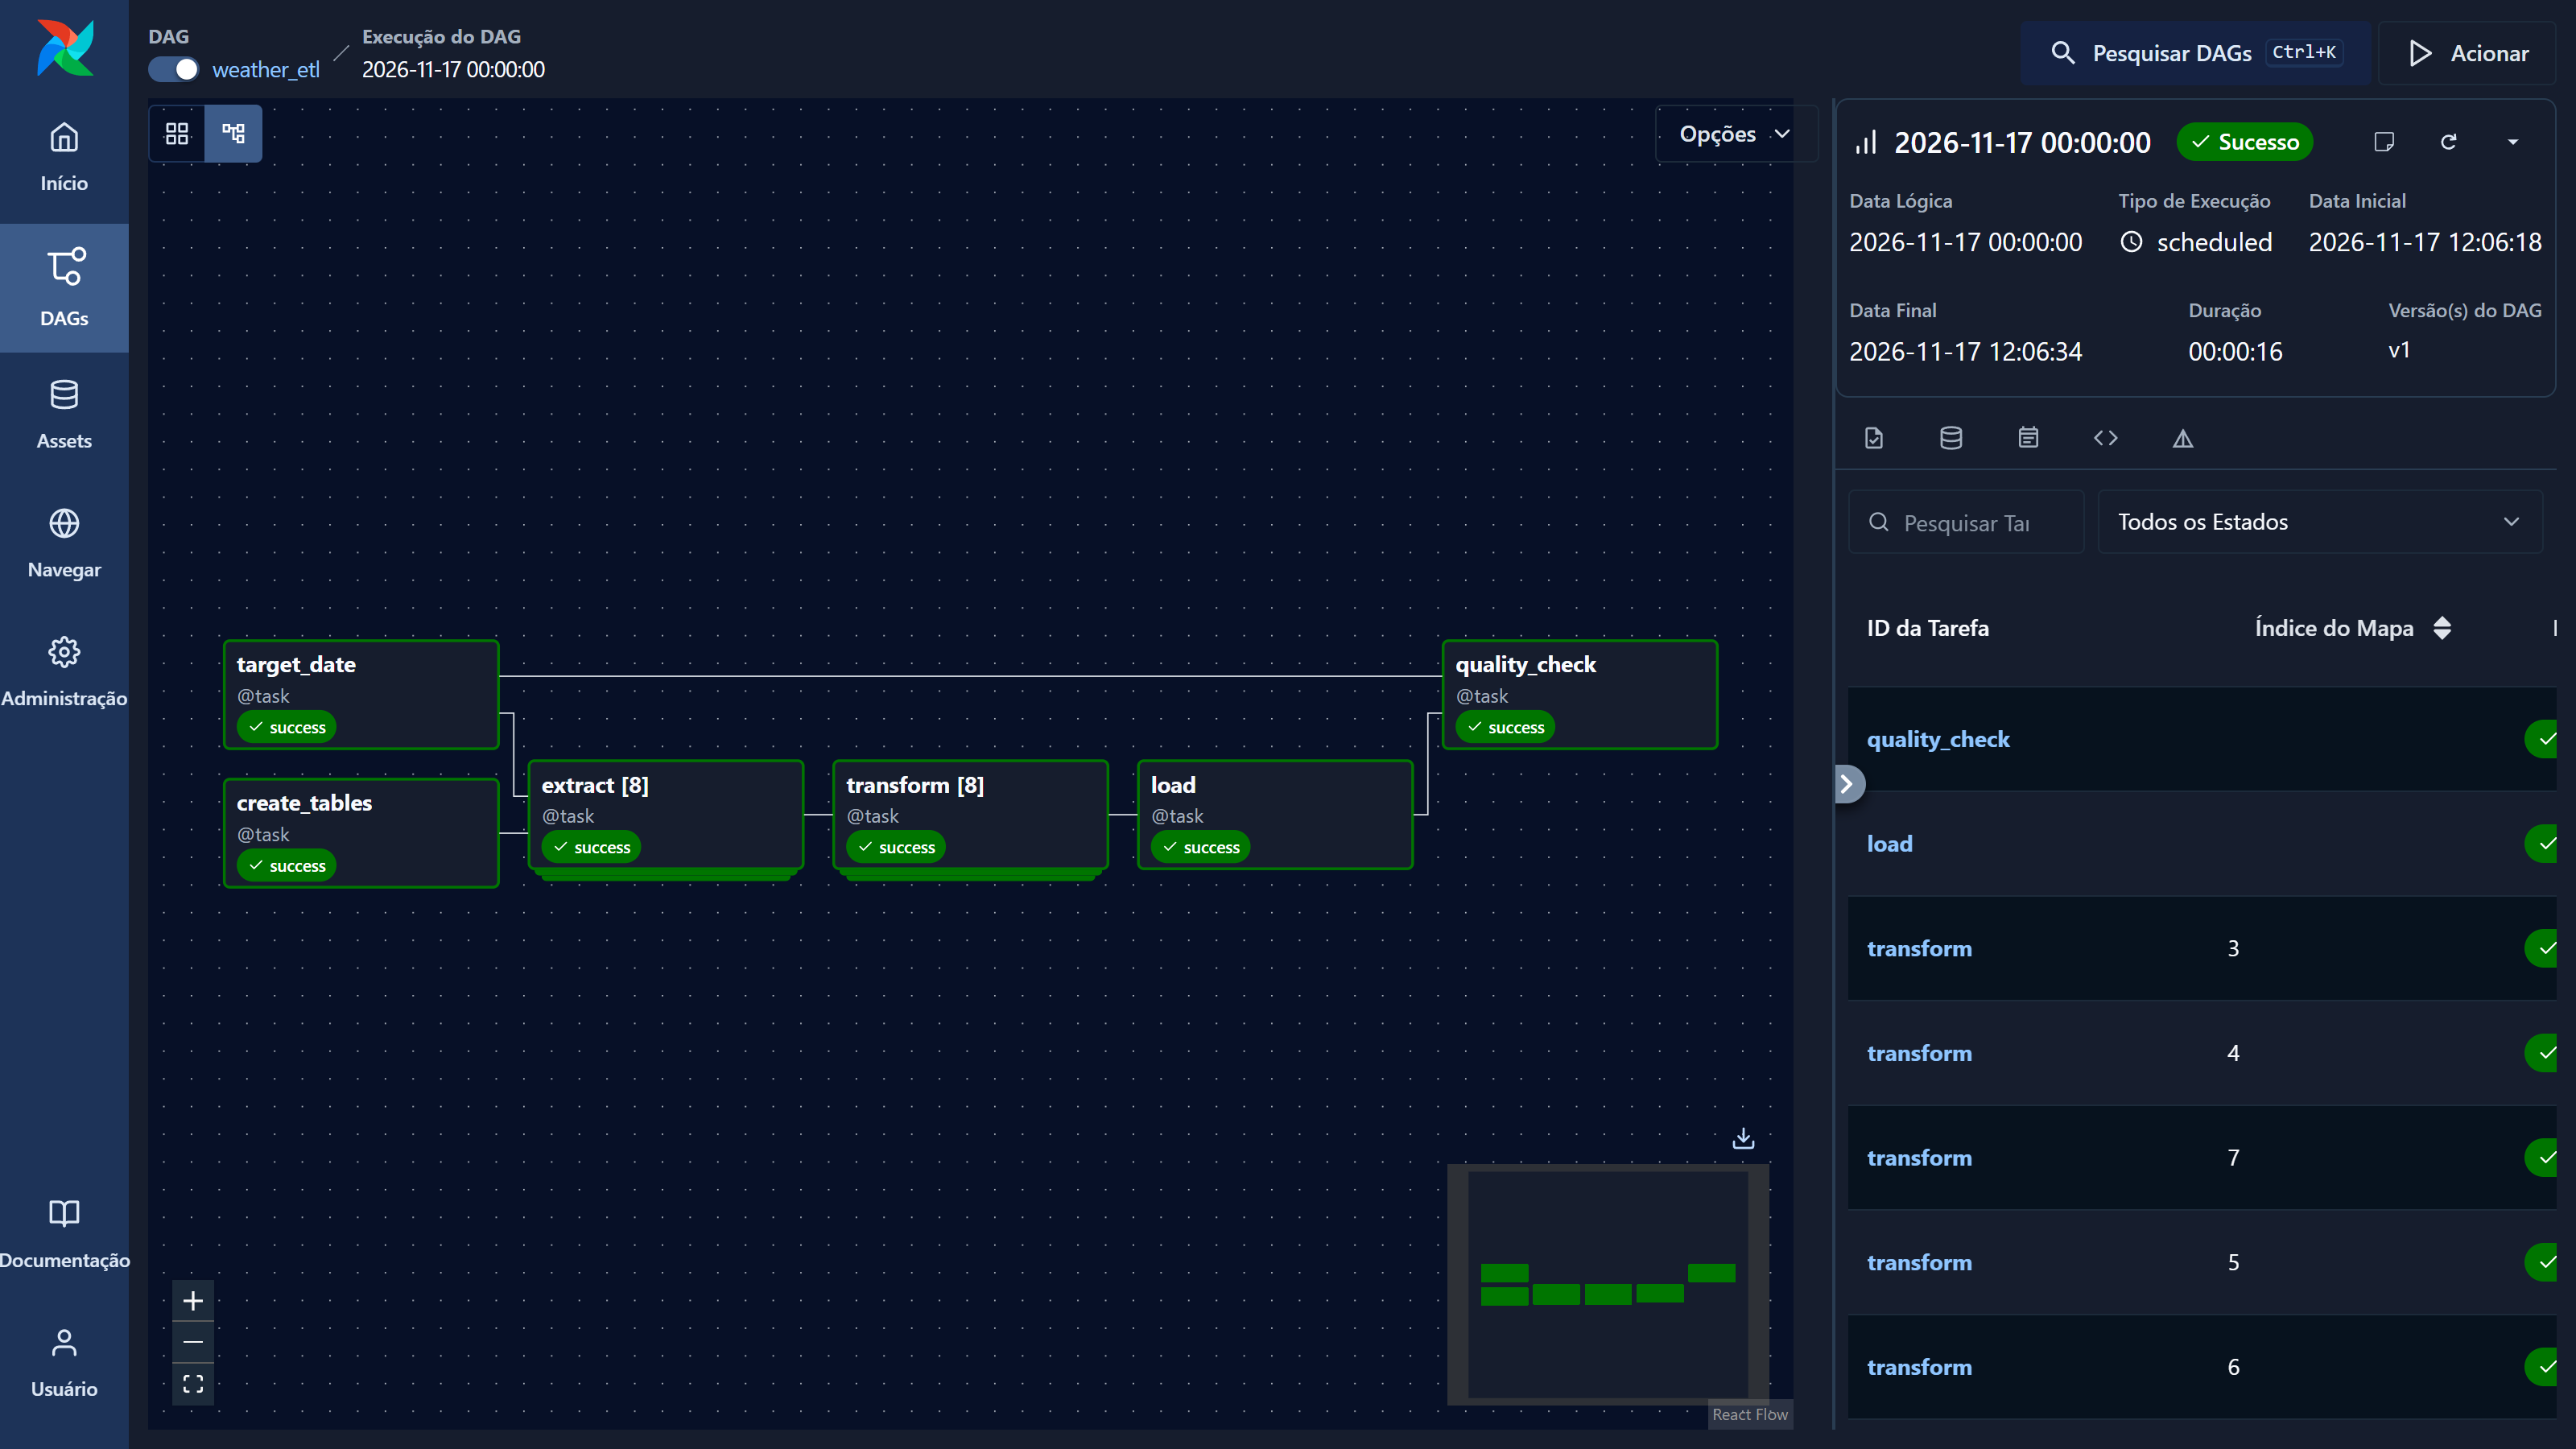 DAG
weather_etl
Execução do DAG
2026-11-17 00:00:00
Pesquisar DAGs Ctrl+K
Acionar
Início
DAGs
Assets
Navegar
Administração
Documentação
Usuário
Opções
target_date
@task
success
create_tables
@task
success
extract [8]
@task
success
transform [8]
@task
success
load
@task
success
quality_check
@task
success
React Flow
2026-11-17 00:00:00
Sucesso
Data Lógica
2026-11-17 00:00:00
Tipo de Execução
scheduled
Data Inicial
2026-11-17 12:06:18
Data Final
2026-11-17 12:06:34
Duração
00:00:16
Versão(s) do DAG
v1
Pesquisar
Todos os Estados
ID da Tarefa
Índice do Mapa
quality_check
load
transform 3
transform 4
transform 7
transform 5
transform 6